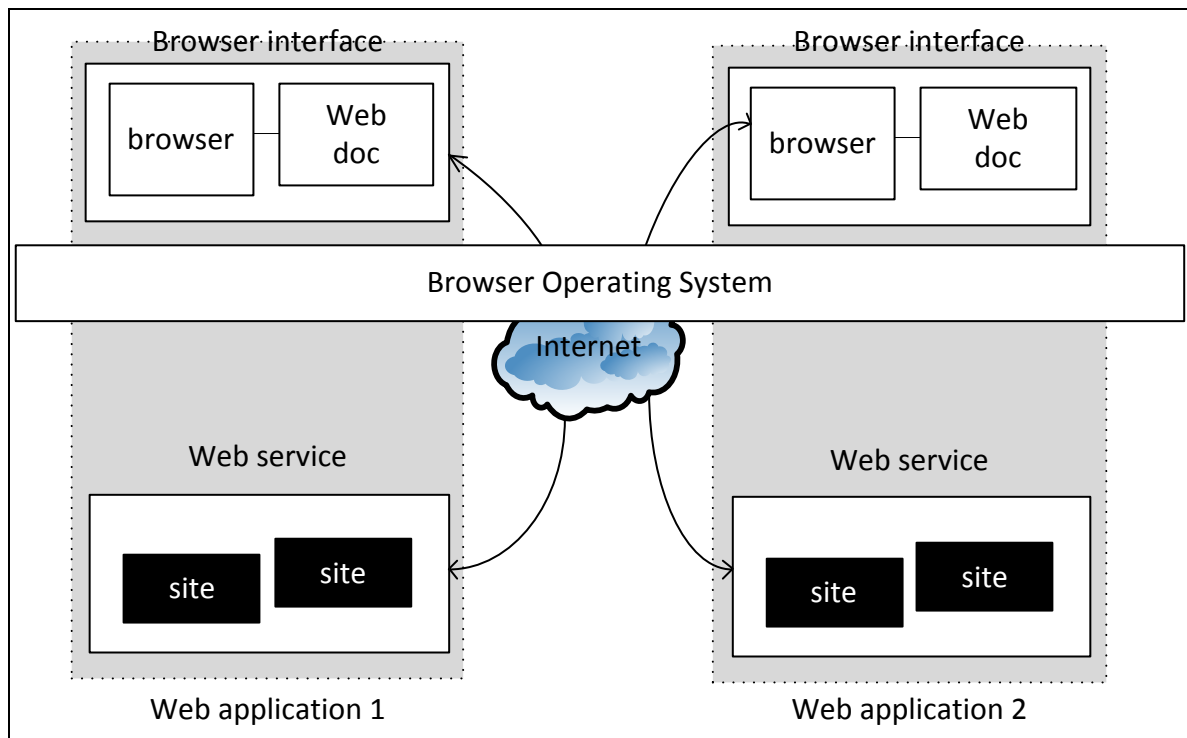 Browser interface
browser
Web
doc
Browser interface
browser
Web
doc
Browser Operating System
Internet
Web service
site
site
Web service
site
site
Web application 1
Web application 2